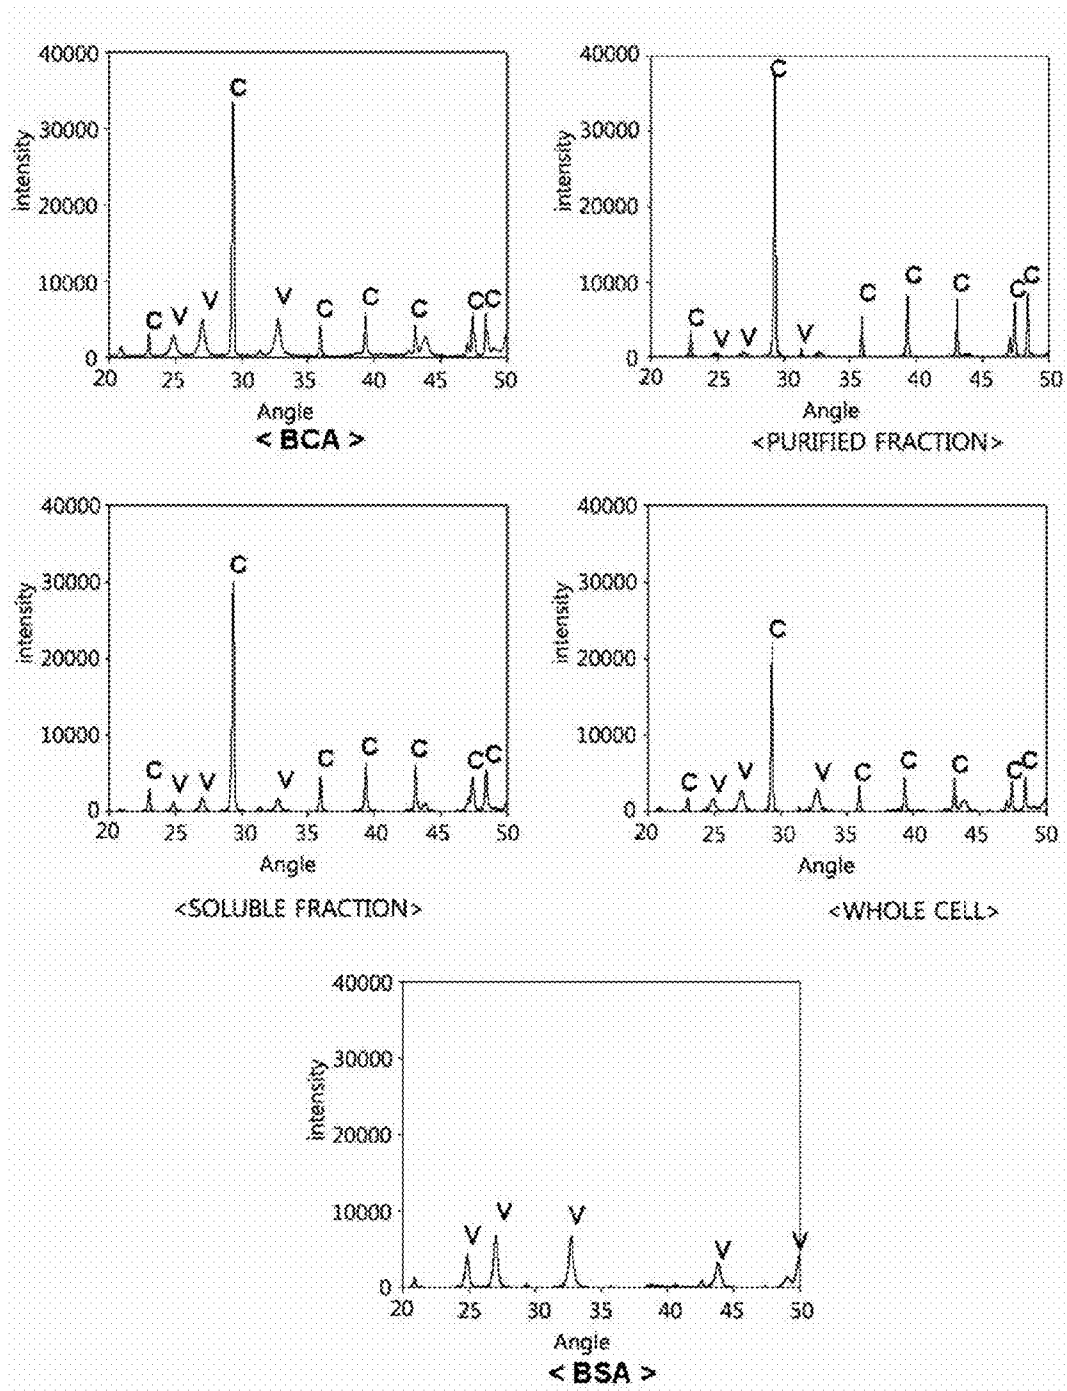 40000
30000
20000
10000
0
intensity
C
C
V
V
V
C
C
C
C
C
20 25 30 35 40 45 50
Angle
< BCA >
40000
30000
20000
10000
0
intensity
C
C
V
V
V
C
C
C
C
C
20 25 30 35 40 45 50
Angle
<PURIFIED FRACTION>
40000
30000
20000
10000
0
intensity
C
C
V
V
V
C
C
C
C
C
20 25 30 35 40 45 50
Angle
<SOLUBLE FRACTION>
40000
30000
20000
10000
0
intensity
C
C
V
V
V
C
C
C
C
C
20 25 30 35 40 45 50
Angle
<WHOLE CELL>
40000
30000
20000
10000
0
intensity
V
V
V
V
V
20 25 30 35 40 45 50
Angle
< BSA >